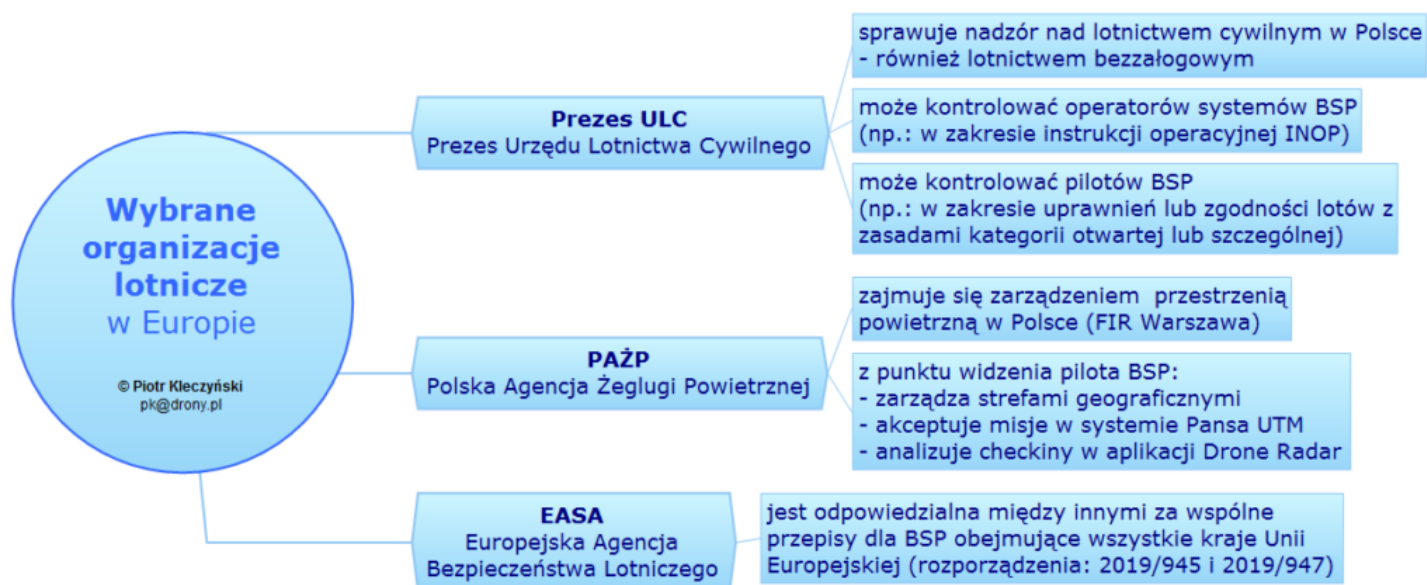 Wybrane
organizacje
lotnicze
w Europie
© Piotr Kleczyński
pk@drony.pl
Prezes ULC
Prezes Urzędu Lotnictwa Cywilnego
sprawuje nadzór nad lotnictwem cywilnym w Polsce
- również lotnictwem bezzałogowym
może kontrolować operatorów systemów BSP
(np.: w zakresie instrukcji operacyjnej INOP)
może kontrolować pilotów BSP
(np.: w zakresie uprawnień lub zgodności lotów z
zasadami kategorii otwartej lub szczególnej)
PAŻP
Polska Agencja Żeglugi Powietrznej
zajmuje się zarządzeniem przestrzenią
powietrzną w Polsce (FIR Warszawa)
z punktu widzenia pilota BSP:
- zarządza strefami geograficznymi
- akceptuje misje w systemie Pansa UTM
- analizuje checkiny w aplikacji Drone Radar
EASA
Europejska Agencja
Bezpieczeństwa Lotniczego
jest odpowiedzialna między innymi za wspólne
przepisy dla BSP obejmujące wszystkie kraje Unii
Europejskiej (rozporządzenia: 2019/945 i 2019/947)